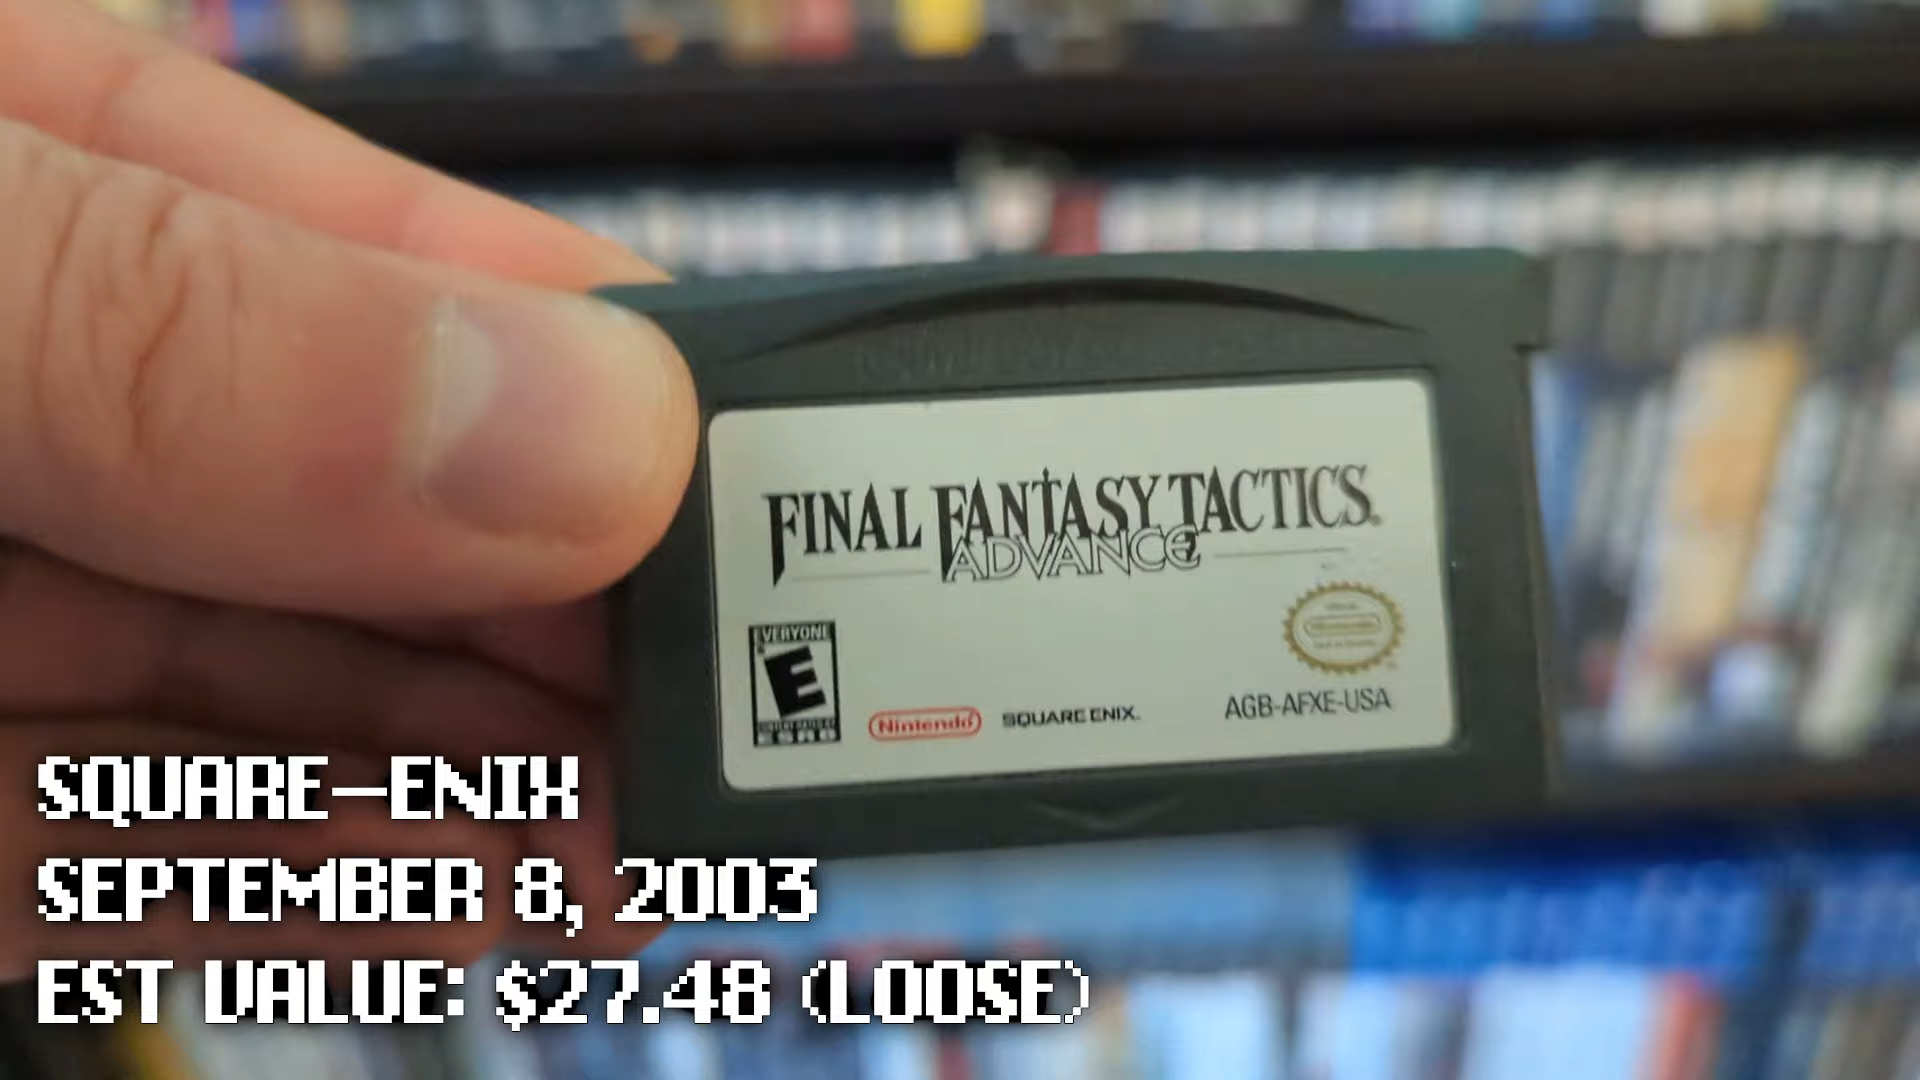 FINAL FANTASY TACTICS
ADVANCE
EVERYONE
E
ESRB
Nintendo
SQUARE ENIX.
AGB-AFXE-USA
SQUARE-ENIX
SEPTEMBER 8, 2003
EST VALUE: $27.48 (LOOSE)